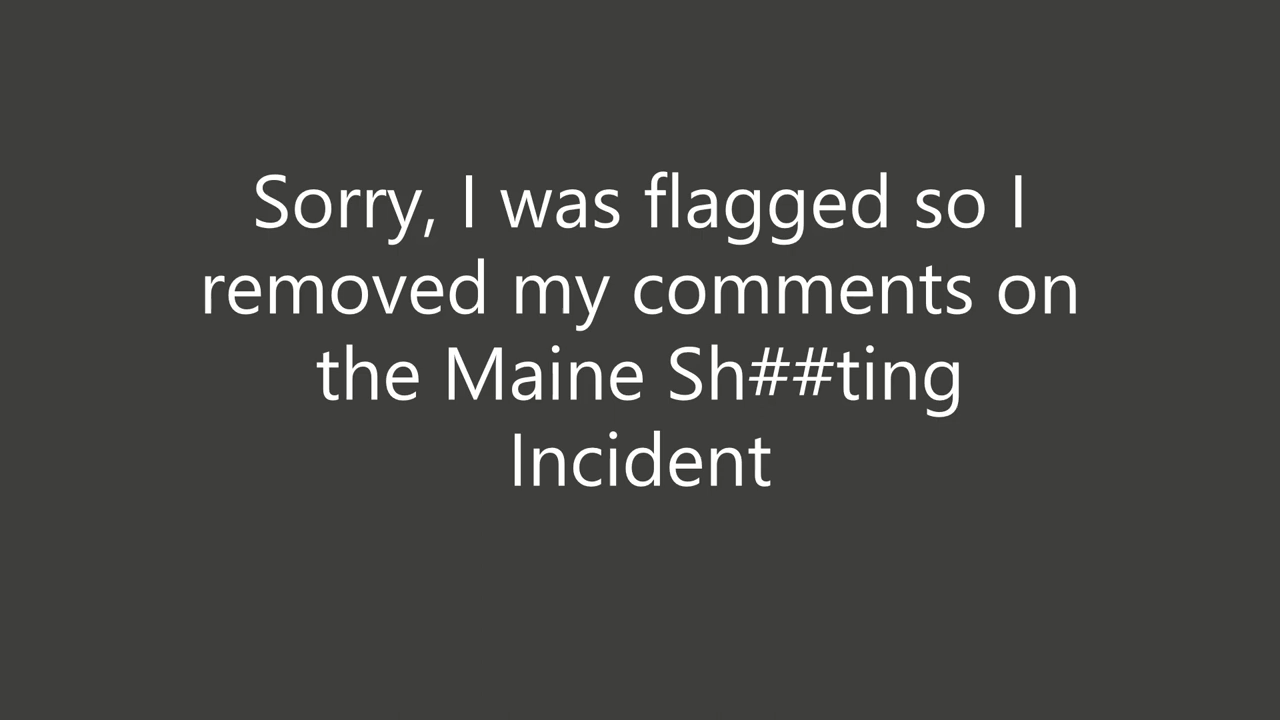 Sorry, I was flagged so I
removed my comments on
the Maine Sh##ting
Incident